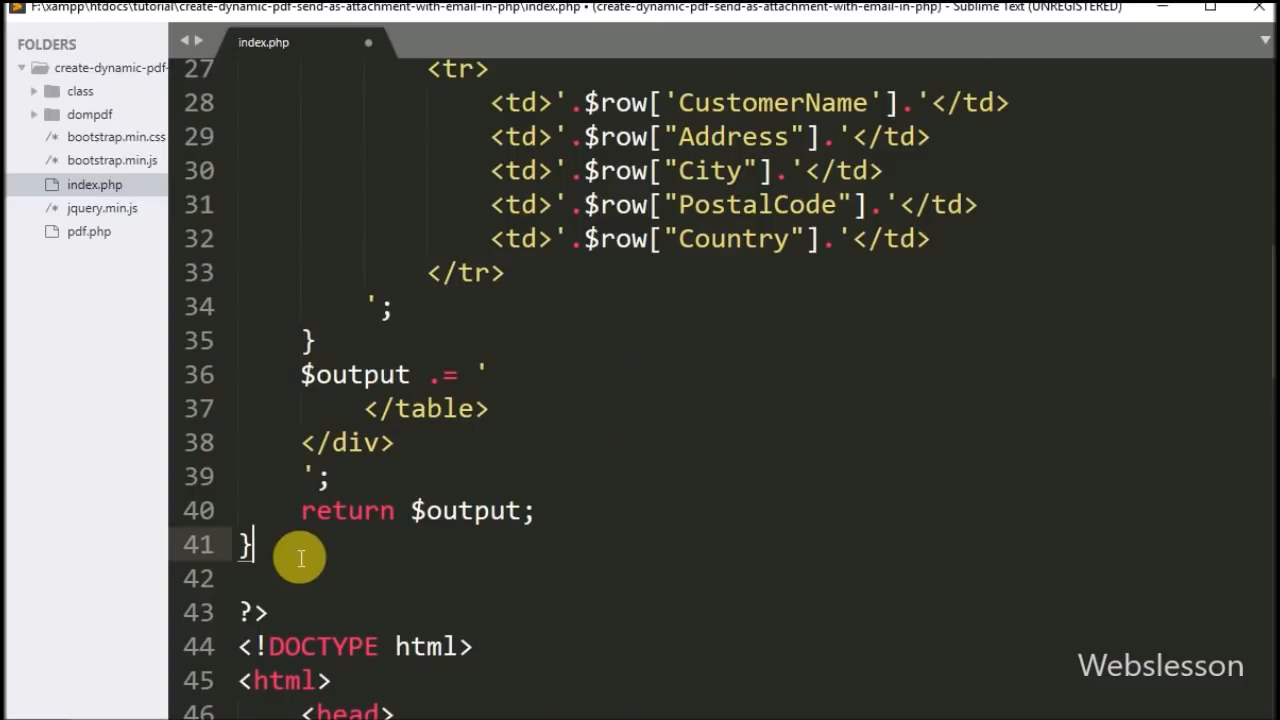 F:\xampp\htdocs\tutorial\create-dynamic-pdf-send-as-attachment-with-email-in-php\index.php • (create-dynamic-pdf-send-as-attachment-with-email-in-php) - Sublime Text (UNREGISTERED)
FOLDERS
create-dynamic-pdf-
class
dompdf
/* bootstrap.min.css
/* bootstrap.min.js
index.php
/* jquery.min.js
pdf.php
index.php
27 <tr>
28 <td>'.$row['CustomerName'].'</td>
29 <td>'.$row["Address"].'</td>
30 <td>'.$row["City"].'</td>
31 <td>'.$row["PostalCode"].'</td>
32 <td>'.$row["Country"].'</td>
33 </tr>
34 ';
35 }
36 $output .= '
37 </table>
38 </div>
39 ';
40 return $output;
41 }
42
43 ?>
44 <!DOCTYPE html>
45 <html>
46 <head>
Webslesson